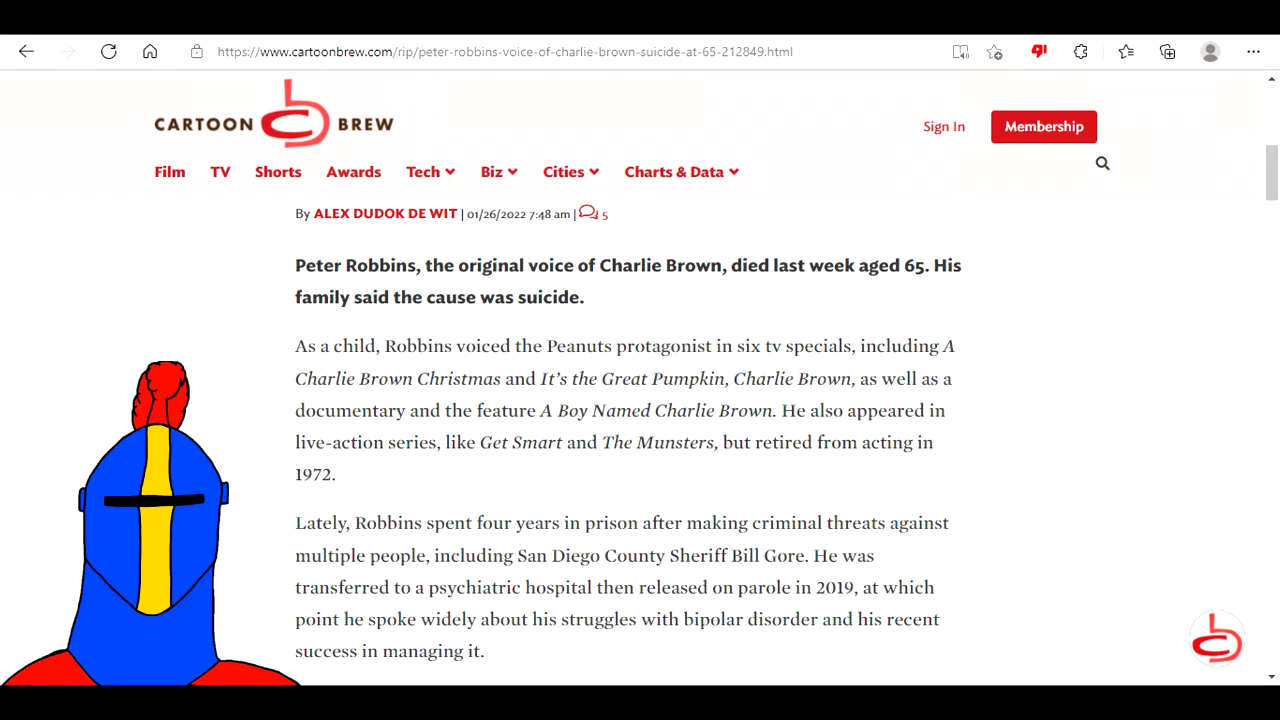 https://www.cartoonbrew.com/rip/peter-robbins-voice-of-charlie-brown-suicide-at-65-212849.html
CARTOON BREW
Sign In Membership
Film TV Shorts Awards Tech Biz Cities Charts & Data
By ALEX DUDOK DE WIT | 01/26/2022 7:48 am | 5
Peter Robbins, the original voice of Charlie Brown, died last week aged 65. His
family said the cause was suicide.
As a child, Robbins voiced the Peanuts protagonist in six tv specials, including A
Charlie Brown Christmas and It’s the Great Pumpkin, Charlie Brown, as well as a
documentary and the feature A Boy Named Charlie Brown. He also appeared in
live-action series, like Get Smart and The Munsters, but retired from acting in
1972.
Lately, Robbins spent four years in prison after making criminal threats against
multiple people, including San Diego County Sheriff Bill Gore. He was
transferred to a psychiatric hospital then released on parole in 2019, at which
point he spoke widely about his struggles with bipolar disorder and his recent
success in managing it.